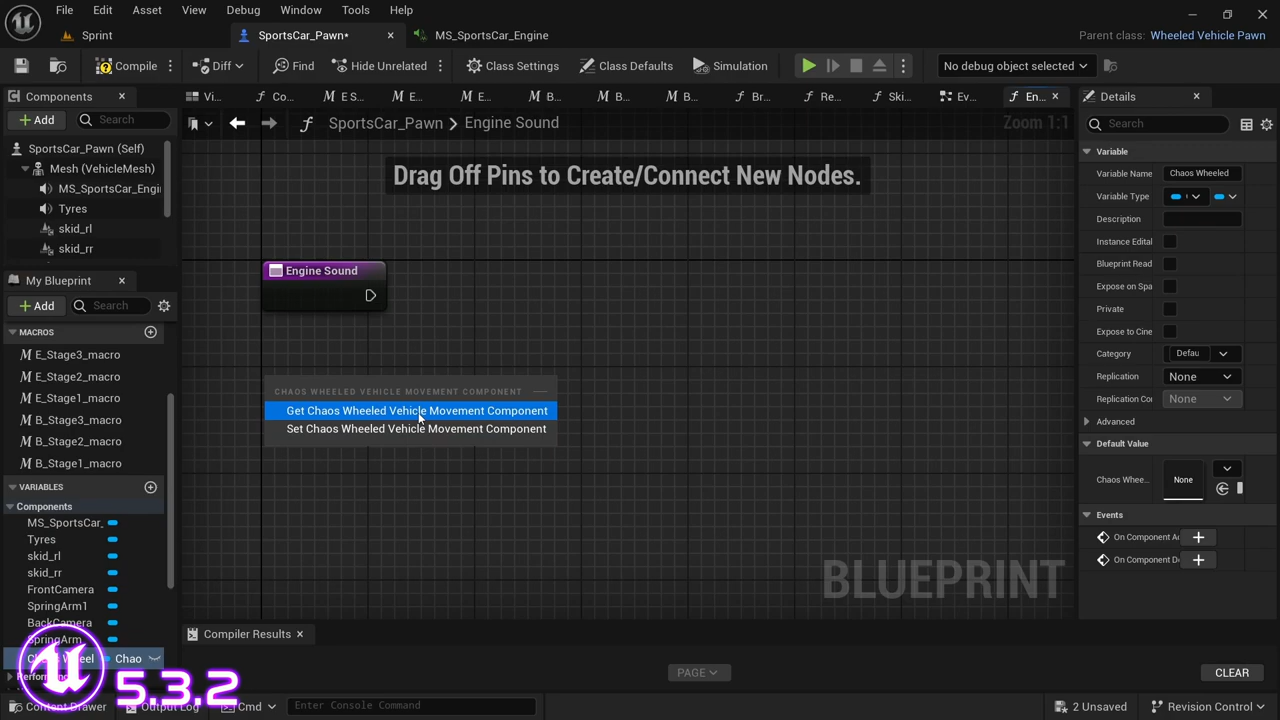 File Edit Asset View Debug Window Tools Help
Sprint SportsCar_Pawn* MS_SportsCar_Engine Parent class: Wheeled Vehicle Pawn
Compile Diff Find Hide Unrelated Class Settings Class Defaults Simulation No debug object selected
Components Vi... Co... E S... E... E... B... B... B... Br... Re... Ski... Ev... En... Details
Add Search SportsCar_Pawn Engine Sound Zoom 1:1 Search
SportsCar_Pawn (Self)
Mesh (VehicleMesh)
MS_SportsCar_Engi
Tyres
skid_rl
skid_rr
Drag Off Pins to Create/Connect New Nodes.
Engine Sound
CHAOS WHEELED VEHICLE MOVEMENT COMPONENT
Get Chaos Wheeled Vehicle Movement Component
Set Chaos Wheeled Vehicle Movement Component
BLUEPRINT
My Blueprint
Add Search
MACROS
E_Stage3_macro
E_Stage2_macro
E_Stage1_macro
B_Stage3_macro
B_Stage2_macro
B_Stage1_macro
VARIABLES
Components
MS_SportsCar_
Tyres
skid_rl
skid_rr
FrontCamera
SpringArm1
BackCamera
SpringArm
Chao
Variable
Variable Name Chaos Wheeled
Variable Type
Description
Instance Edital
Blueprint Read
Expose on Spa
Private
Expose to Cine
Category Defau
Replication None
Replication Co None
Advanced
Default Value
Chaos Whee... None
Events
On Component A
On Component D
Compiler Results
PAGE CLEAR
5.3.2
Content Drawer Output Log Cmd Enter Console Command 2 Unsaved Revision Control